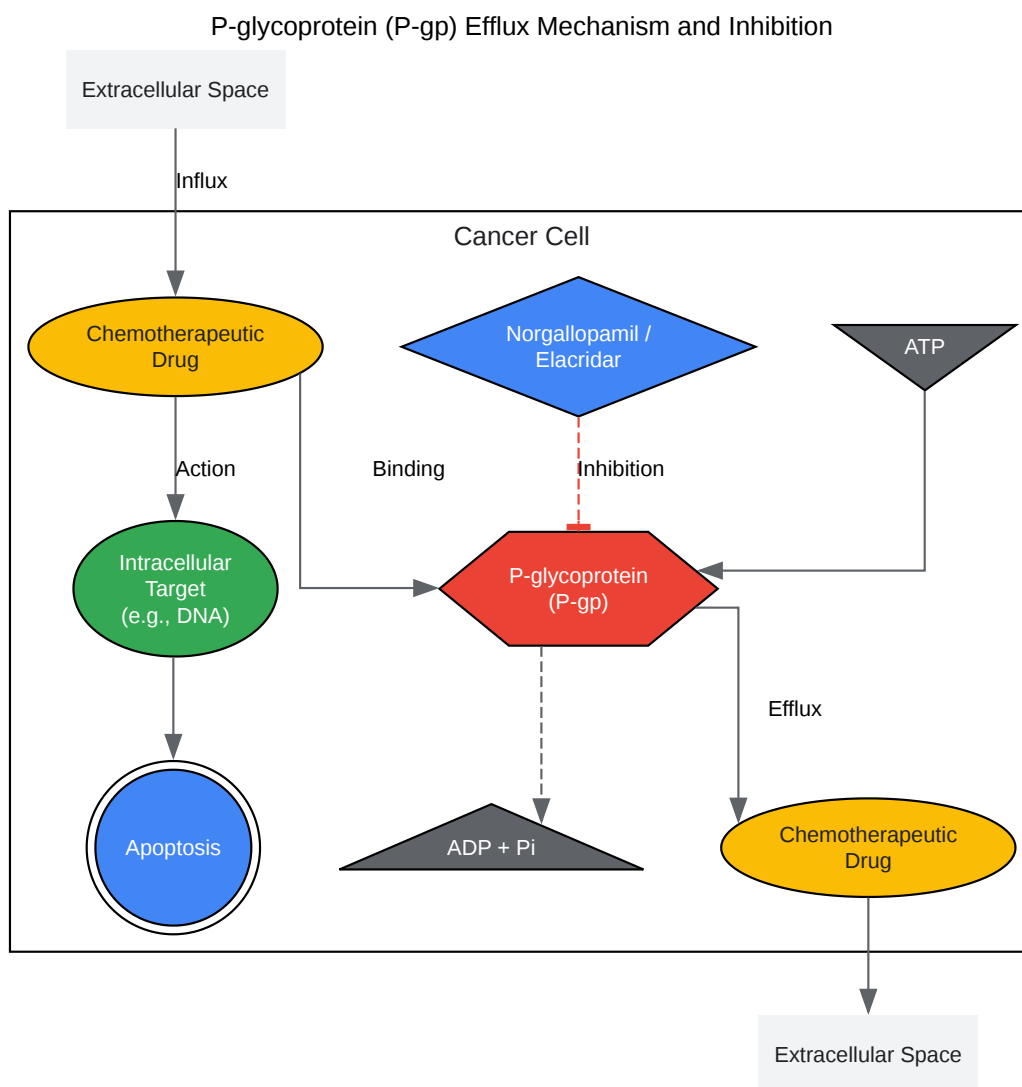 P-glycoprotein (P-gp) Efflux Mechanism and Inhibition
Extracellular Space
Influx
Cancer Cell
Chemotherapeutic
Drug
Norgallopamil /
Elacridar
ATP
Action
Binding
Inhibition
Intracellular
Target
(e.g., DNA)
P-glycoprotein
(P-gp)
Efflux
Apoptosis
ADP + Pi
Chemotherapeutic
Drug
Extracellular Space